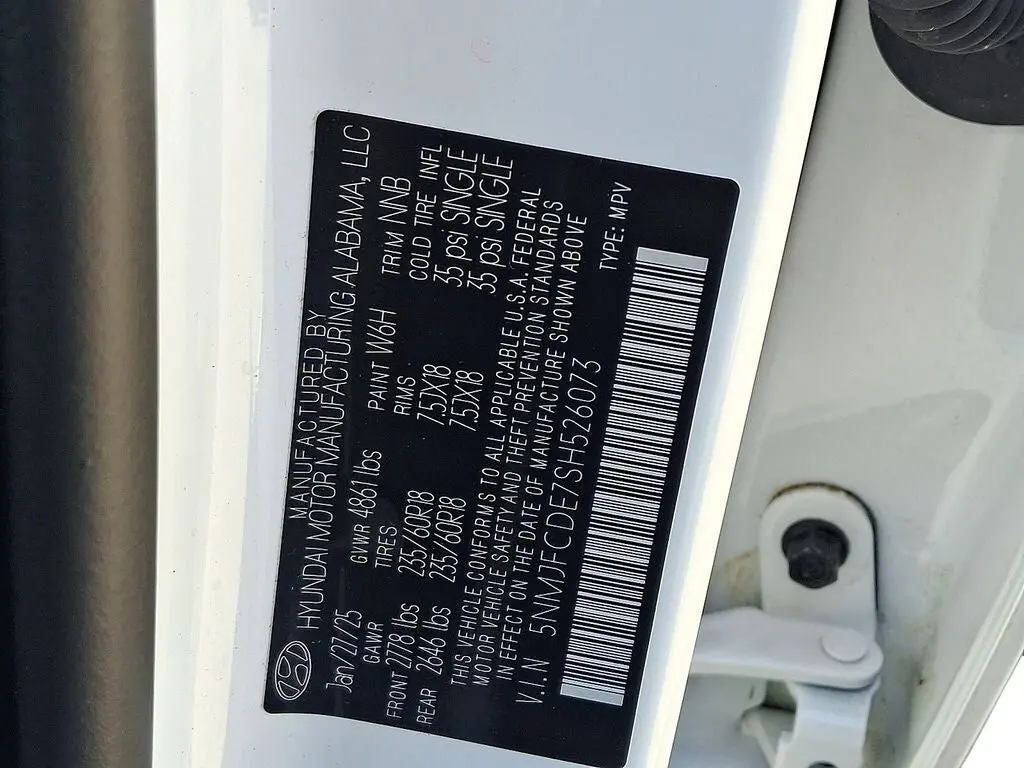 MANUFACTURED BY
HYUNDAI MOTOR MANUFACTURING ALABAMA, LLC
Jan/27/25 GVWR 4861 lbs PAINT W6H TRIM NNB
GAWR TIRES RIMS COLD TIRE INFL
FRONT 2778 lbs 235/60R18 7.5JX18 35 psi SINGLE
REAR 2646 lbs 235/60R18 7.5JX18 35 psi SINGLE
THIS VEHICLE CONFORMS TO ALL APPLICABLE U.S.A. FEDERAL
MOTOR VEHICLE SAFETY AND THEFT PREVENTION STANDARDS
IN EFFECT ON THE DATE OF MANUFACTURE SHOWN ABOVE
V.I.N 5NMJFCDE7SH526073 TYPE: MPV